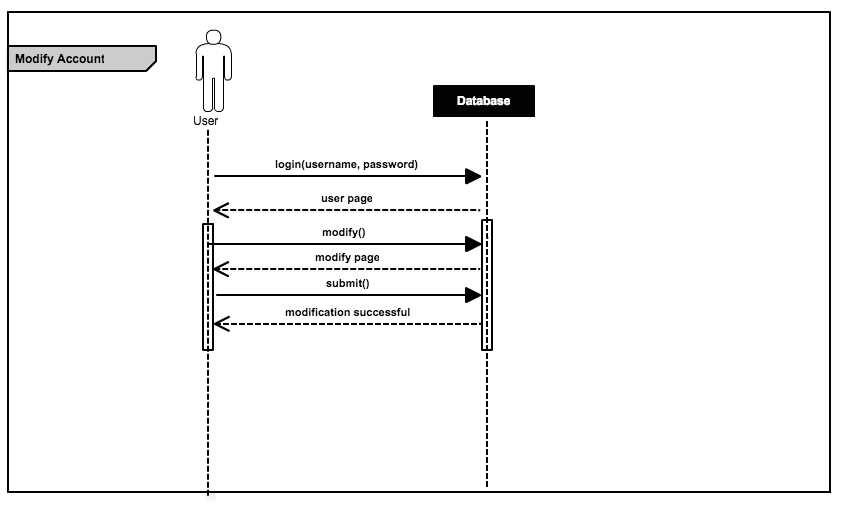 Modify Account
User
Database
login(username, password)
user page
modify()
modify page
submit()
modification successful